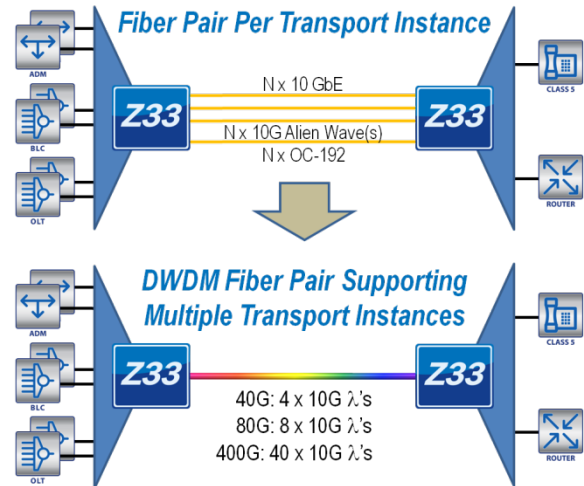 Fiber Pair Per Transport Instance
ADM
BLC
OLT
Z33
N x 10 GbE
N x 10G Alien Wave(s)
N x OC-192
Z33
CLASS 5
ROUTER
DWDM Fiber Pair Supporting
Multiple Transport Instances
ADM
BLC
OLT
Z33
40G: 4 x 10G λ's
80G: 8 x 10G λ's
400G: 40 x 10G λ's
Z33
CLASS 5
ROUTER